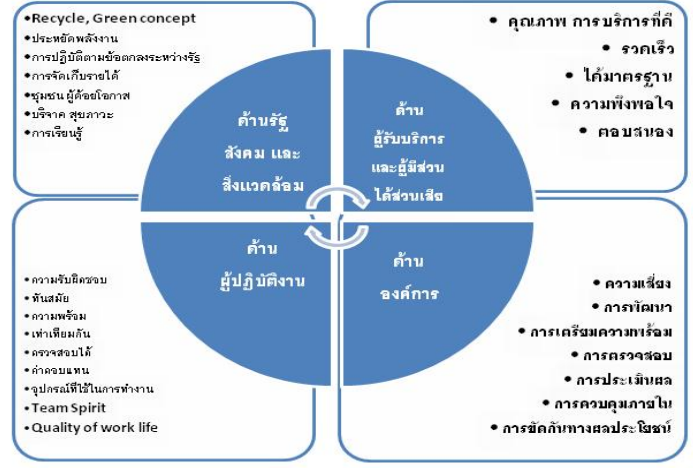 •Recycle, Green concept
•ประหยัดพลังงาน
•การปฏิบัติตามข้อตกลงระหว่างรัฐ
•การจัดเก็บรายได้
•ชุมชน ผู้ด้อยโอกาส
•บริจาค สุขภาวะ
•การเรียนรู้
• คุณภาพ การบริการที่ดี
• รวดเร็ว
• ได้มาตรฐาน
• ความพึงพอใจ
• ตอบสนอง
ด้านรัฐ
สังคม และ
สิ่งแวดล้อม
ด้าน
ผู้รับบริการ
และผู้มีส่วน
ได้ส่วนเสีย
ด้าน
ผู้ปฏิบัติงาน
ด้าน
องค์การ
• ความรับผิดชอบ
• ทันสมัย
• ความพร้อม
• เท่าเทียมกัน
• ตรวจสอบได้
• ค่าตอบแทน
• อุปกรณ์ที่ใช้ในการทำงาน
• Team Spirit
• Quality of work life
• ความเสี่ยง
• การพัฒนา
• การเตรียมความพร้อม
• การตรวจสอบ
• การประเมินผล
• การควบคุมภายใน
• การขัดกันทางผลประโยชน์